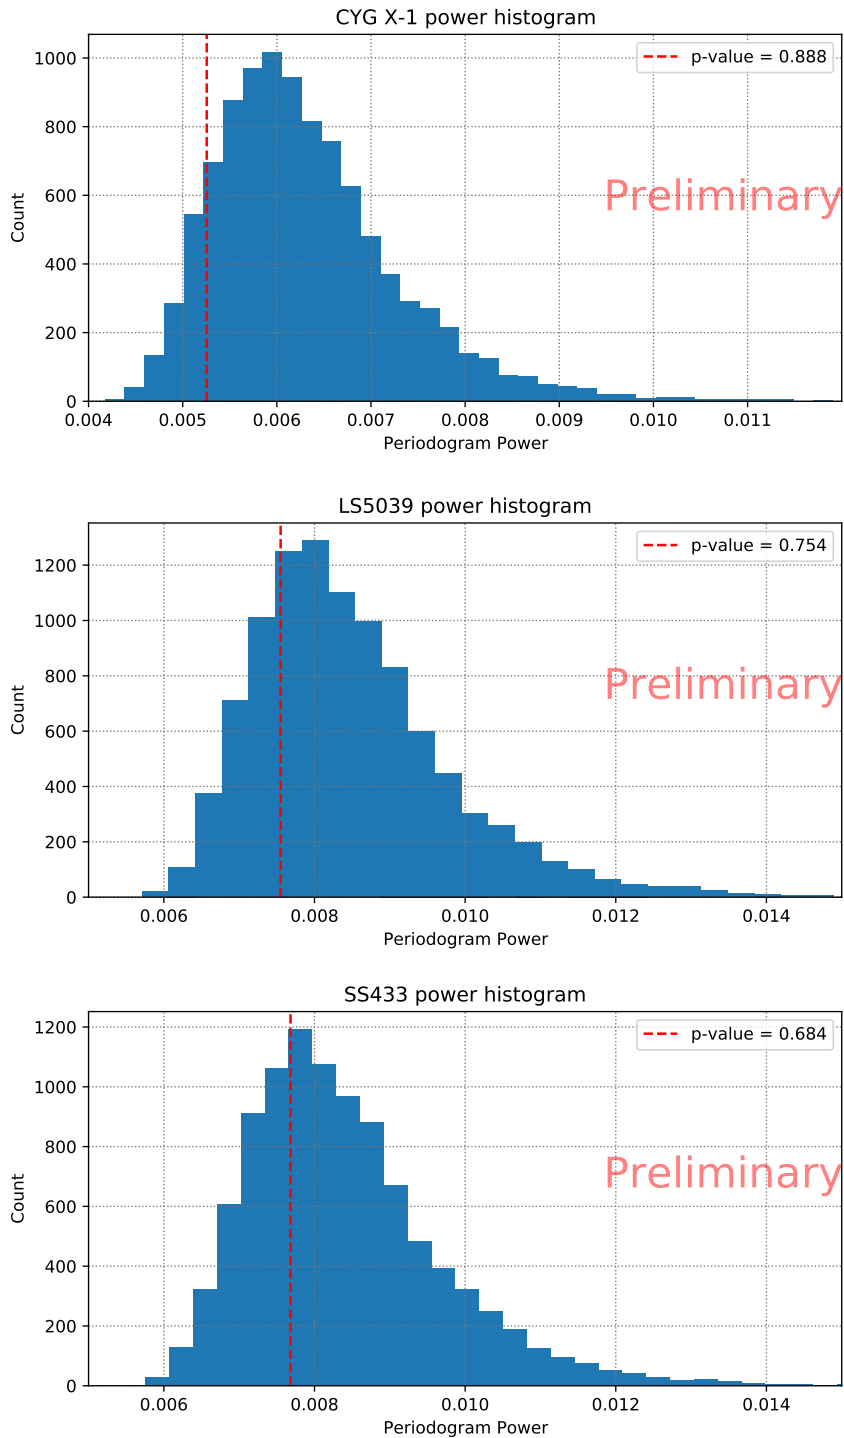 CYG X-1 power histogram
p-value = 0.888
Preliminary
Count
1000
800
600
400
200
0
0.004 0.005 0.006 0.007 0.008 0.009 0.010 0.011
Periodogram Power
LS5039 power histogram
p-value = 0.754
Preliminary
Count
1200
1000
800
600
400
200
0
0.006 0.008 0.010 0.012 0.014
Periodogram Power
SS433 power histogram
p-value = 0.684
Preliminary
Count
1200
1000
800
600
400
200
0
0.006 0.008 0.010 0.012 0.014
Periodogram Power